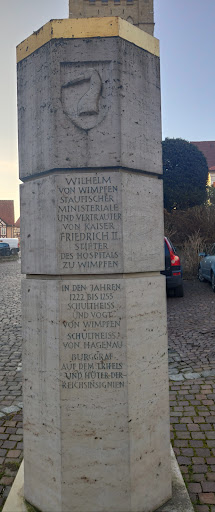 WILHELM
VON WIMPFEN
STAUFISCHER
MINISTERIALE
UND VERTRAUTER
VON KAISER
FRIEDRICH II.
STIFTER
DES HOSPITALS
ZU WIMPFEN
IN DEN JAHREN
1222 BIS 1255
SCHULTHEISS
UND VOGT
VON WIMPFEN
SCHULTHEISS
VON HAGENAU
BURGGRAF
AUF DEM TRIFELS
UND HÜTER DER
REICHSINSIGNIEN